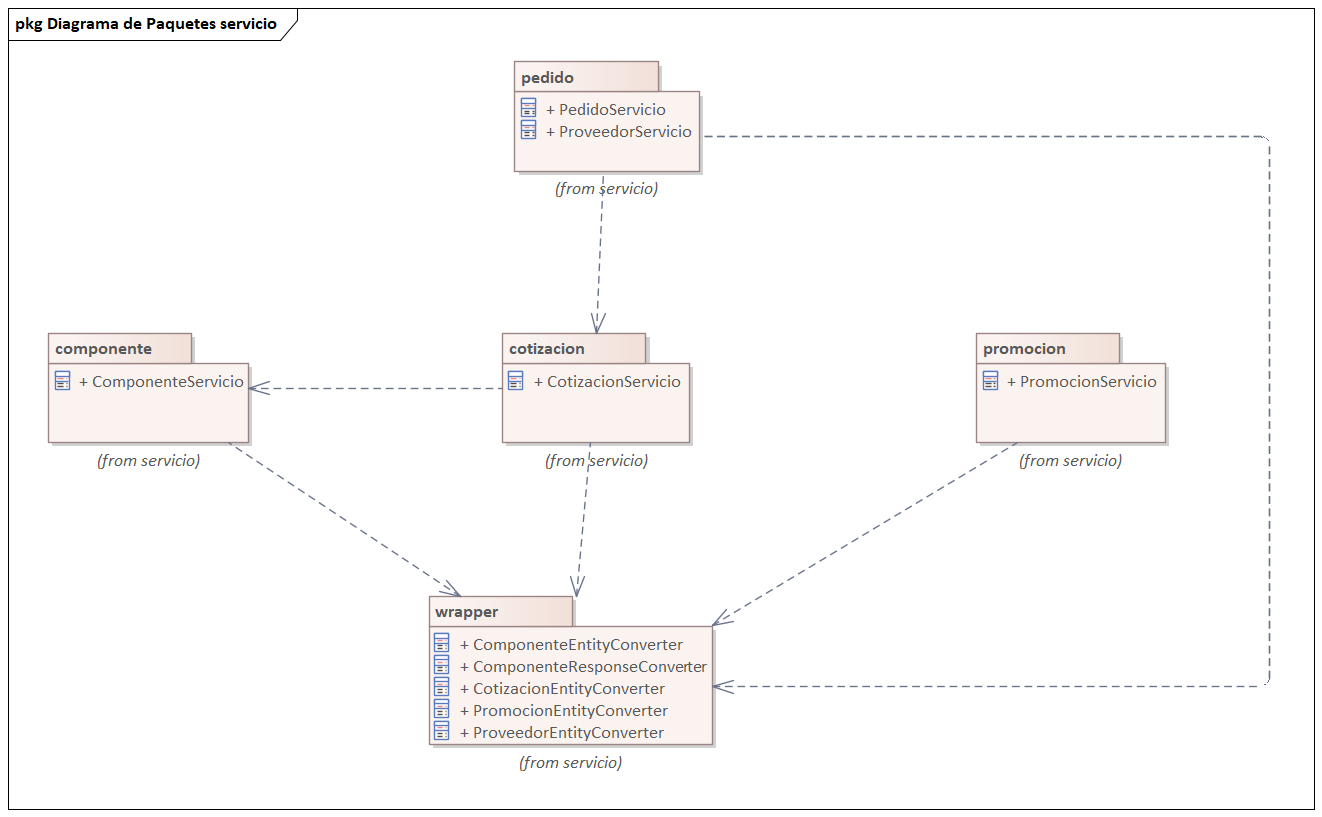 pkg Diagrama de Paquetes servicio
pedido
+ PedidoServicio
+ ProveedorServicio
(from servicio)
componente
+ ComponenteServicio
(from servicio)
cotizacion
+ CotizacionServicio
(from servicio)
promocion
+ PromocionServicio
(from servicio)
wrapper
+ ComponenteEntityConverter
+ ComponenteResponseConverter
+ CotizacionEntityConverter
+ PromocionEntityConverter
+ ProveedorEntityConverter
(from servicio)